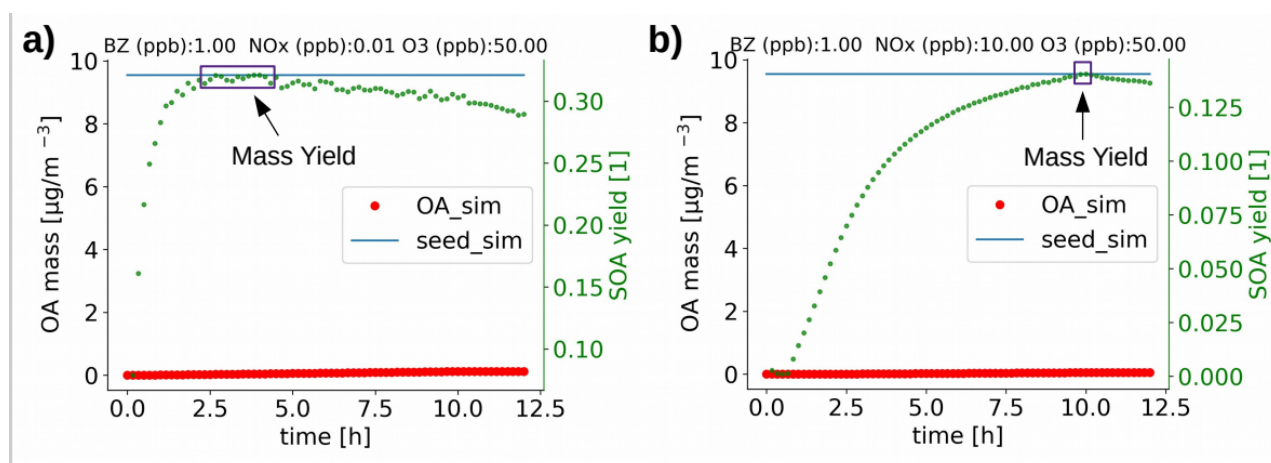 a)
BZ (ppb):1.00 NOx (ppb):0.01 O3 (ppb):50.00
OA mass [µg/m ⁻³]
10
8
6
4
2
0
Mass Yield
OA_sim
seed_sim
0.30
0.25
0.20
0.15
0.10
SOA yield [1]
0.0 2.5 5.0 7.5 10.0 12.5
time [h]
b)
BZ (ppb):1.00 NOx (ppb):10.00 O3 (ppb):50.00
OA mass [µg/m ⁻³]
10
8
6
4
2
0
Mass Yield
OA_sim
seed_sim
0.125
0.100
0.075
0.050
0.025
0.000
SOA yield [1]
0.0 2.5 5.0 7.5 10.0 12.5
time [h]